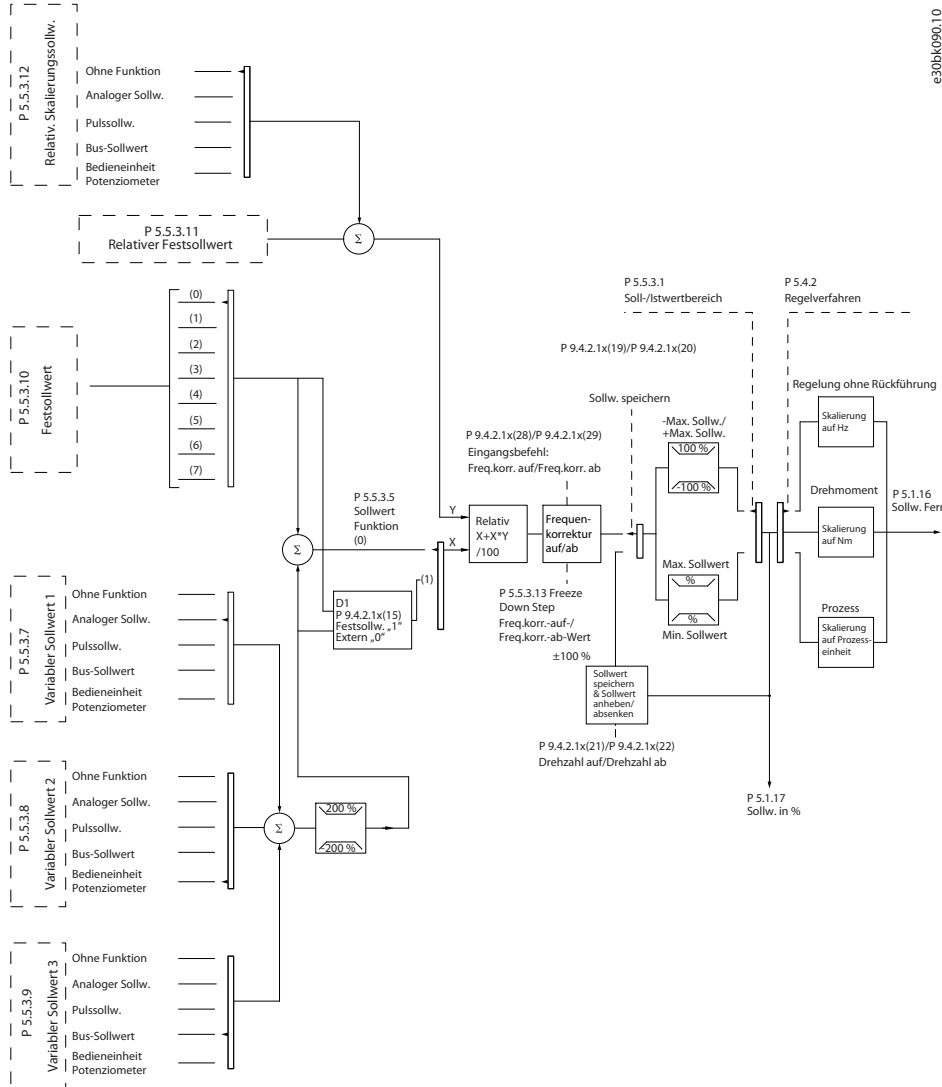 e30bk090.10
P 5.5.3.12
Relativ. Skalierungssollw.
Ohne Funktion
Analoger Sollw.
Pulssollw.
Bus-Sollwert
Bedieneinheit
Potenziometer
P 5.5.3.11
Relativer Festsollwert
Σ
P 5.5.3.10
Festsollwert
(0)
(1)
(2)
(3)
(4)
(5)
(6)
(7)
P 5.5.3.7
Variabler Sollwert 1
Ohne Funktion
Analoger Sollw.
Pulssollw.
Bus-Sollwert
Bedieneinheit
Potenziometer
P 5.5.3.8
Variabler Sollwert 2
Ohne Funktion
Analoger Sollw.
Pulssollw.
Bus-Sollwert
Bedieneinheit
Potenziometer
P 5.5.3.9
Variabler Sollwert 3
Ohne Funktion
Analoger Sollw.
Pulssollw.
Bus-Sollwert
Bedieneinheit
Potenziometer
Σ
200 %
-200 %
Σ
P 5.5.3.5
Sollwert
Funktion
(0)
(1)
D1
P 9.4.2.1x(15)
Festsollw. „1"
Extern „0"
Y
X
Relativ
X+X*Y
/100
P 9.4.2.1x(28)/P 9.4.2.1x(29)
Eingangsbefehl:
Freq.korr. auf/Freq.korr. ab
Frequen-
korrektur
auf/ab
P 5.5.3.13 Freeze
Down Step
Freq.korr.-auf-/
Freq.korr.-ab-Wert
±100 %
Sollw. speichern
Sollwert
speichern
& Sollwert
anheben/
absenken
P 9.4.2.1x(21)/P 9.4.2.1x(22)
Drehzahl auf/Drehzahl ab
P 5.5.3.1
Soll-/Istwertbereich
P 9.4.2.1x(19)/P 9.4.2.1x(20)
-Max. Sollw./
+Max. Sollw.
100 %
-100 %
Max. Sollwert
%
%
Min. Sollwert
P 5.4.2
Regelverfahren
Regelung ohne Rückführung
Skalierung
auf Hz
Drehmoment
Skalierung
auf Nm
Prozess
Skalierung
auf Prozess-
einheit
P 5.1.16
Sollw. Fern
P 5.1.17
Sollw. in %